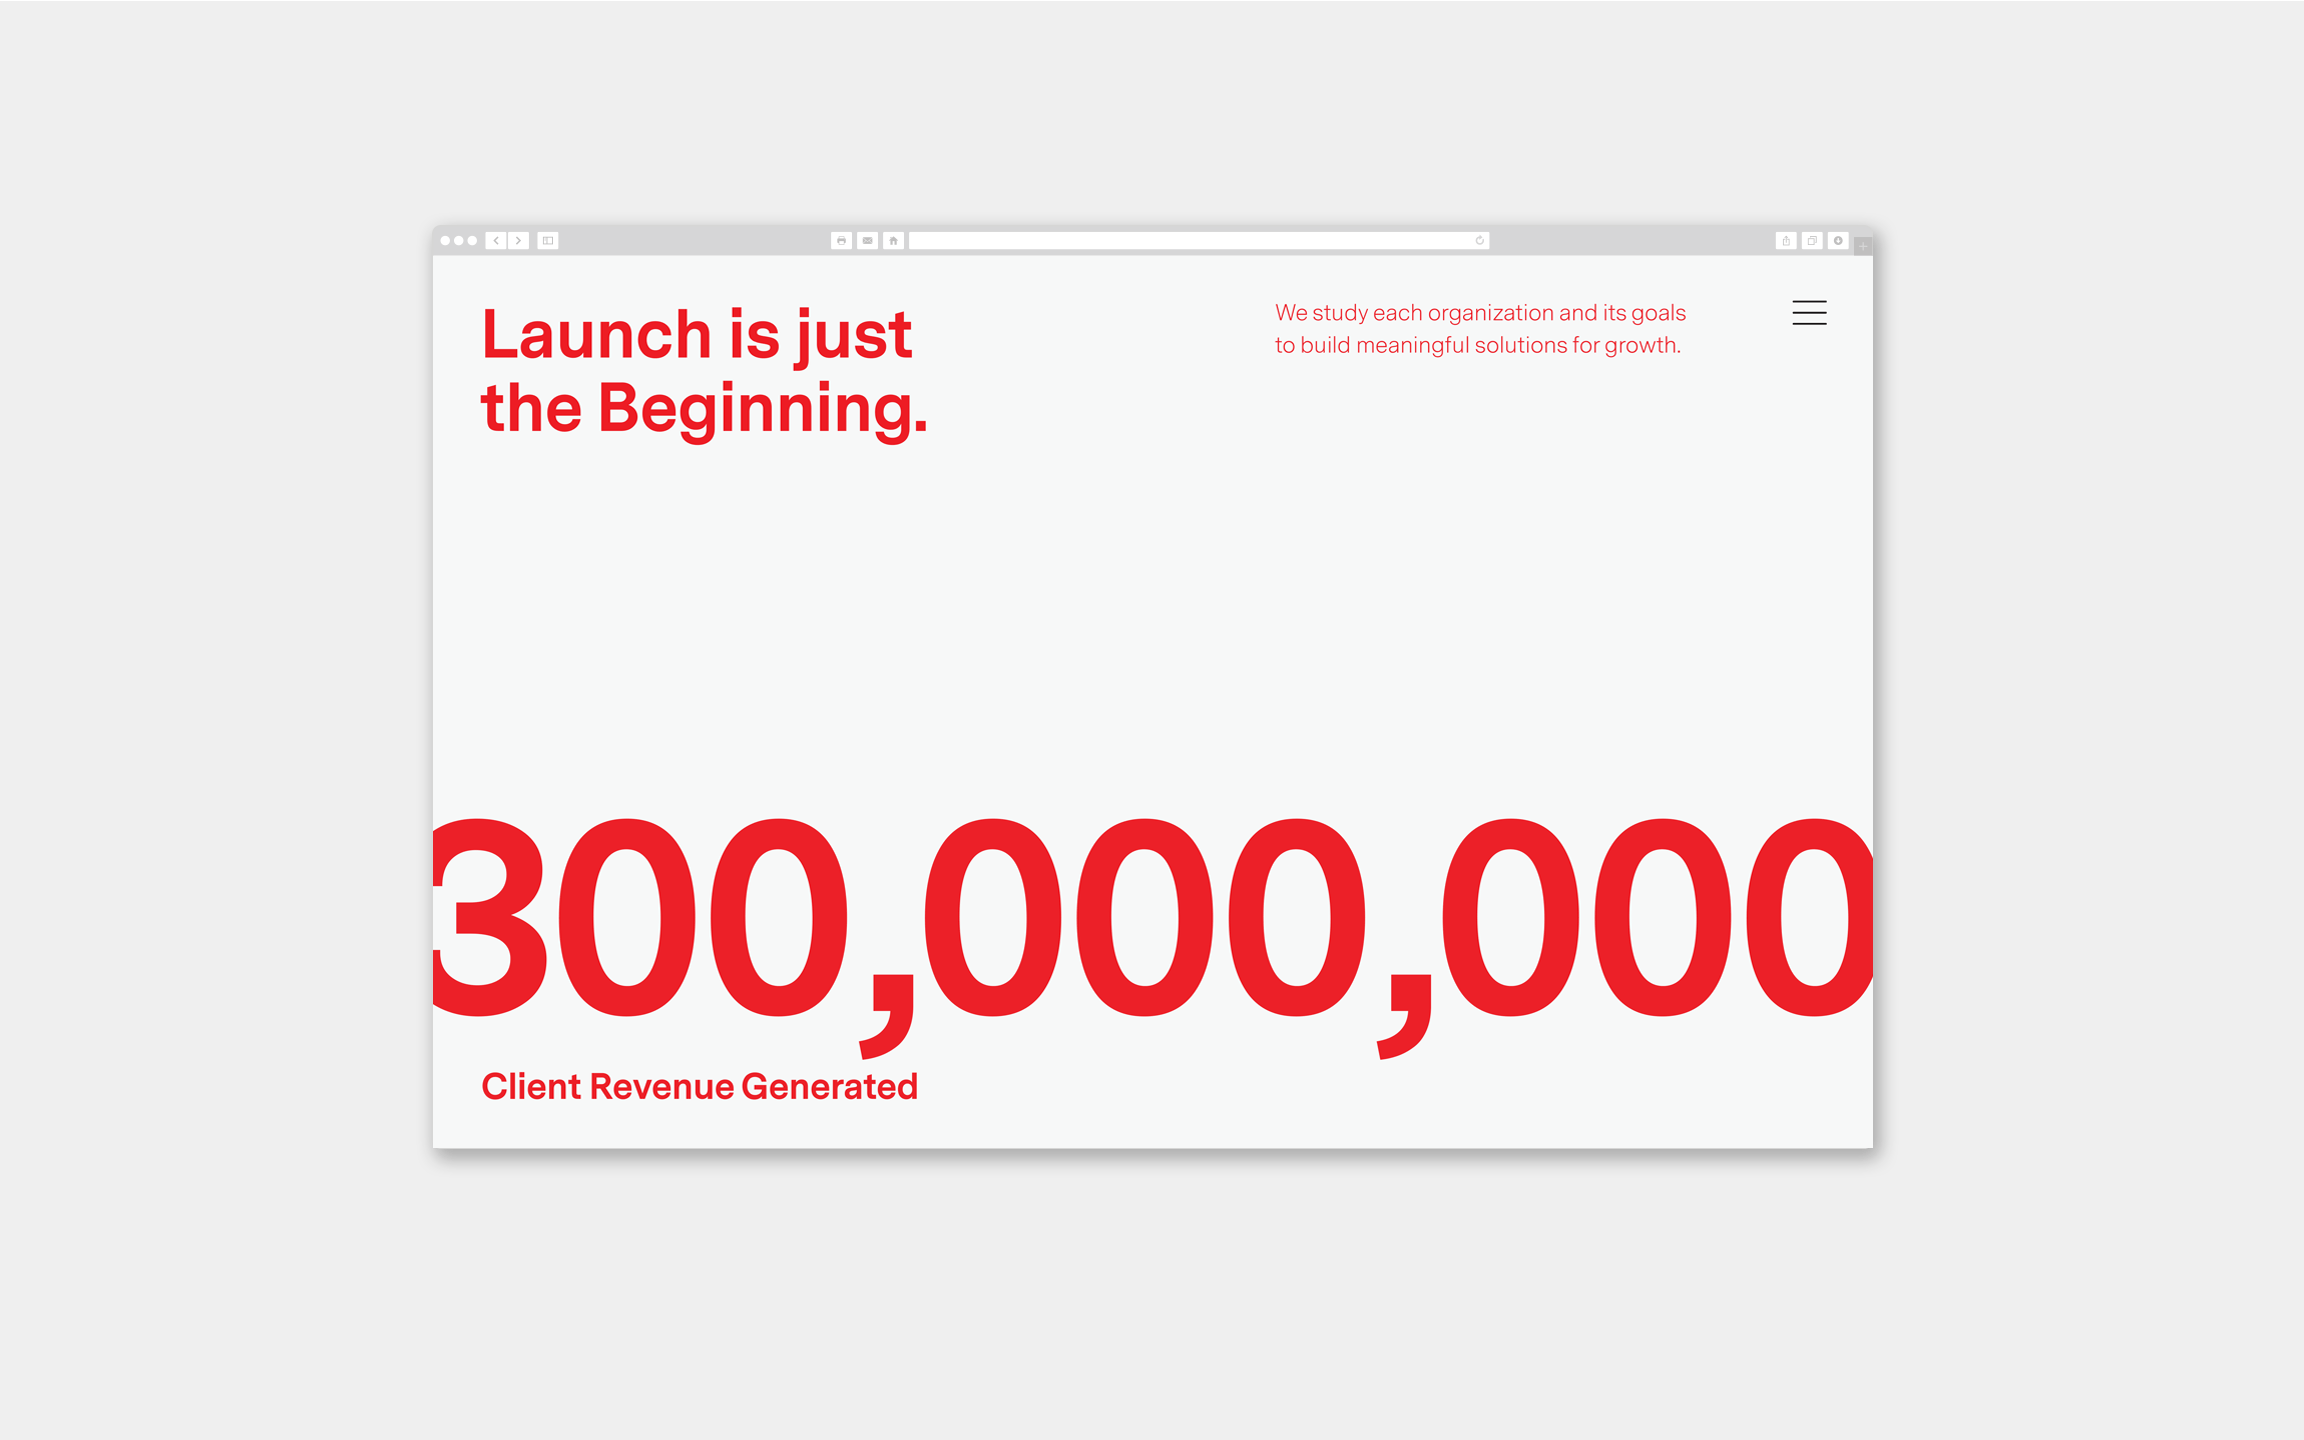 Launch is just
the Beginning.
We study each organization and its goals
to build meaningful solutions for growth.
300,000,000
Client Revenue Generated